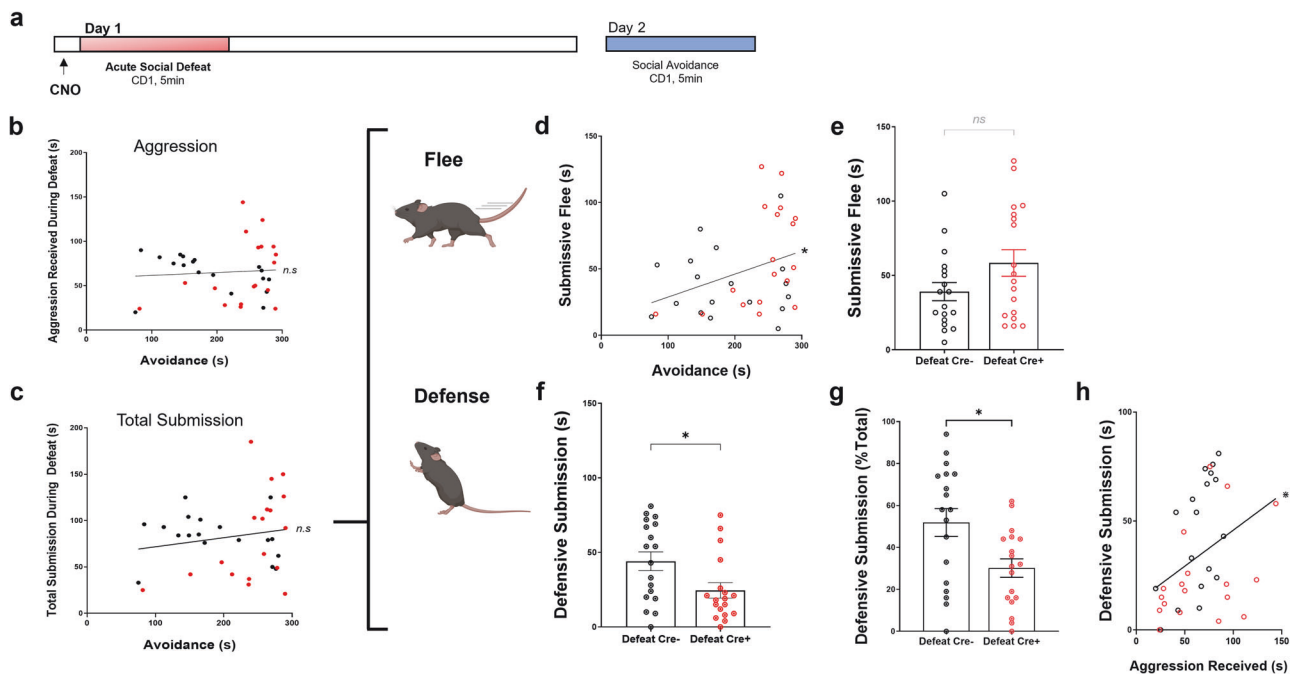 a
Day 1
Day 2
Acute Social Defeat
CD1, 5min
CNO
Social Avoidance
CD1, 5min
b
Aggression
Aggression Received During Defeat (s)
200
150
100
50
0
0
100
200
300
n.s
Avoidance (s)
c
Total Submission
Total Submission During Defeat (s)
200
150
100
50
0
0
100
200
300
n.s
Avoidance (s)
Flee
Defense
d
Submissive Flee (s)
150
100
50
0
0
100
200
300
*
Avoidance (s)
e
Submissive Flee (s)
150
100
50
0
ns
Defeat Cre- Defeat Cre+
f
Defensive Submission (s)
150
100
50
0
*
Defeat Cre- Defeat Cre+
g
Defensive Submission (%Total)
100
80
60
40
20
0
*
Defeat Cre- Defeat Cre+
h
Defensive Submission (s)
100
50
0
0
50
100
150
*
Aggression Received (s)